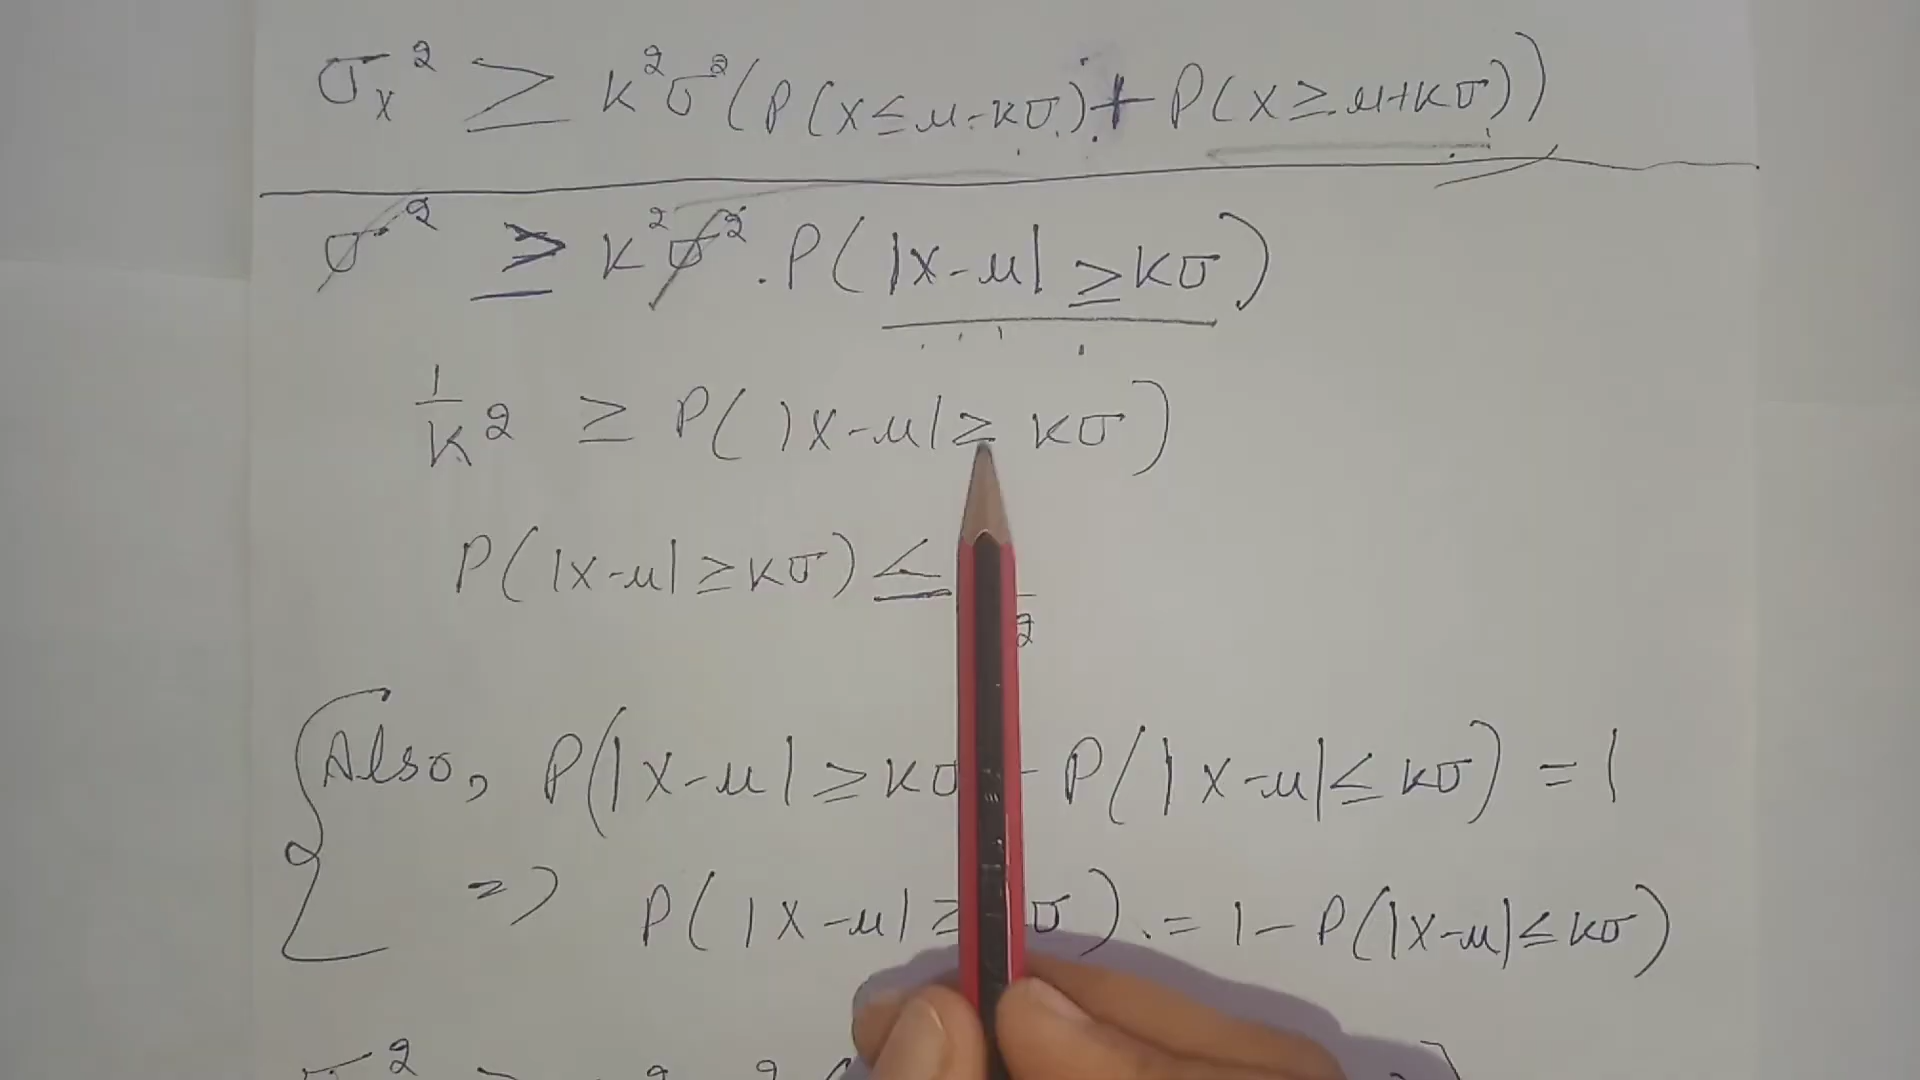 σₓ² ≥ k²σ²(P(X≤μ-kσ)+P(X≥μ+kσ))
σ² ≥ k²σ².P(|X-μ| ≥kσ)
1/k² ≥ P(|X-μ|≥ kσ)
P(|X-μ|≥kσ) ≤
Also, P(|X-μ|≥kσ P(|X-μ|≤kσ) = 1
=> P(|X-μ|≥ σ) = 1 - P(|X-μ|≤kσ)